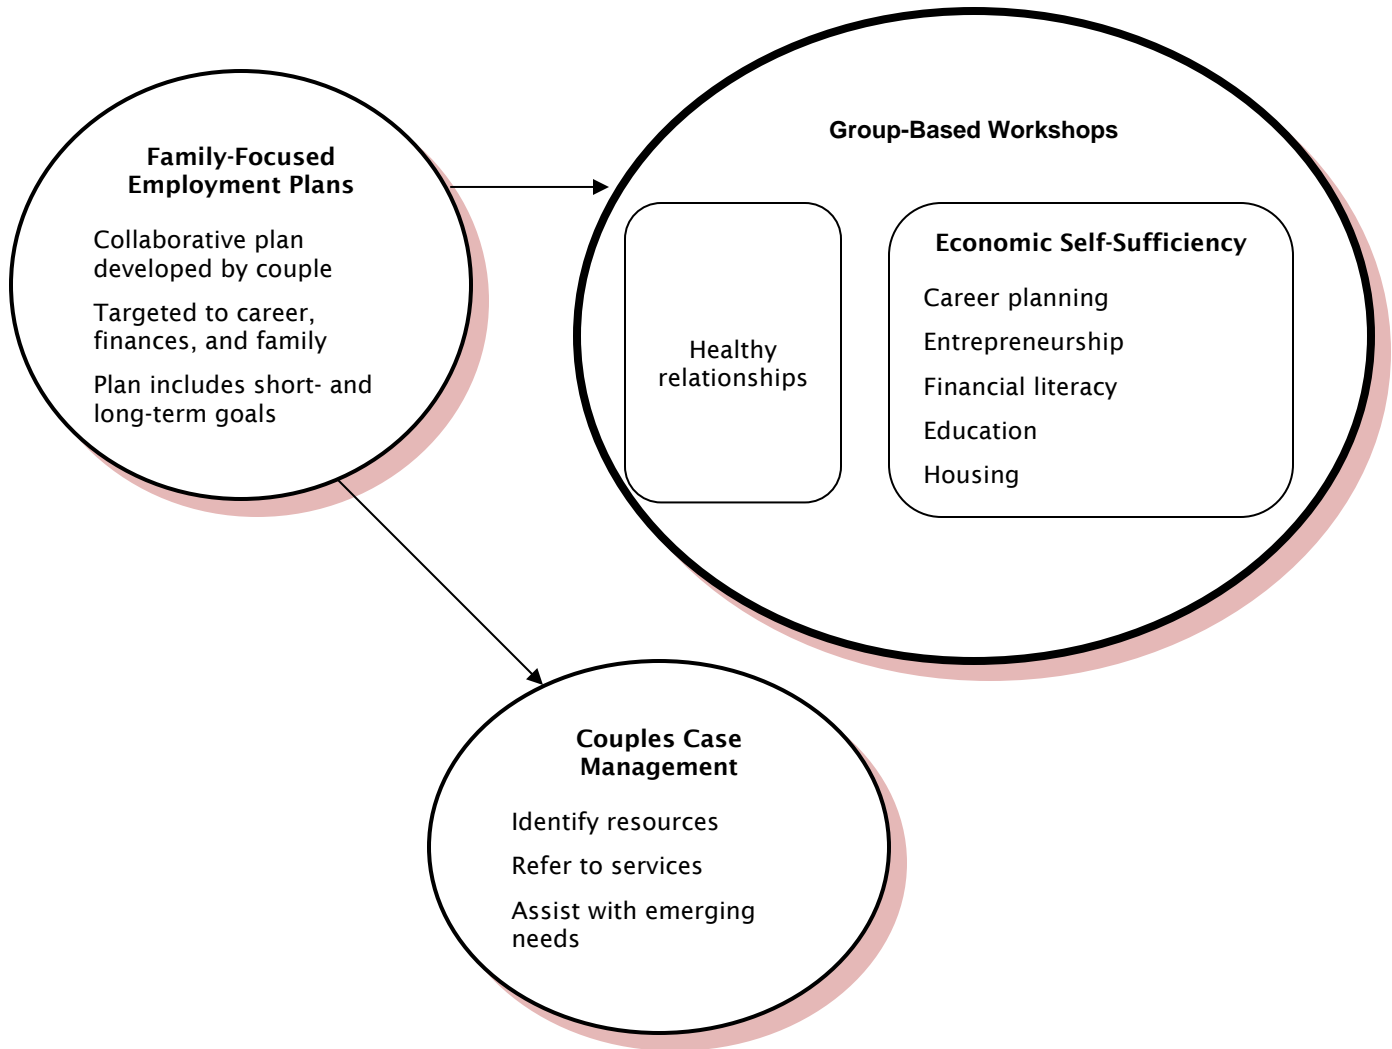 Family-Focused
Employment Plans
Collaborative plan
developed by couple
Targeted to career,
finances, and family
Plan includes short- and
long-term goals
Group-Based Workshops
Healthy
relationships
Economic Self-Sufficiency
Career planning
Entrepreneurship
Financial literacy
Education
Housing
Couples Case
Management
Identify resources
Refer to services
Assist with emerging
needs